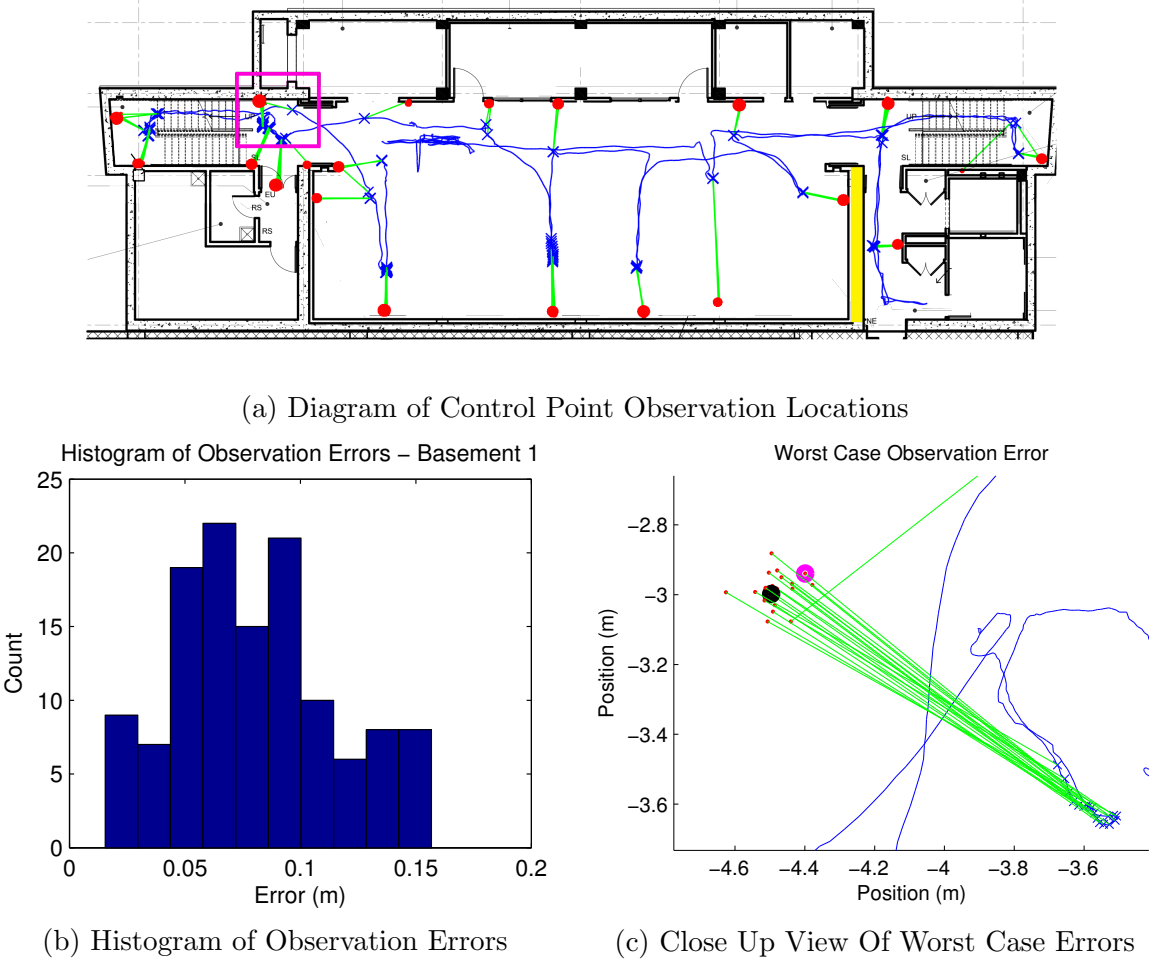 UP
UP
SL
SL
EU
RS
RS
NE
(a) Diagram of Control Point Observation Locations
Histogram of Observation Errors − Basement 1
25
20
15
10
5
0
Count
0 0.05 0.1 0.15 0.2
Error (m)
(b) Histogram of Observation Errors
Worst Case Observation Error
−2.8
−3
−3.2
−3.4
−3.6
Position (m)
−4.6 −4.4 −4.2 −4 −3.8 −3.6
Position (m)
(c) Close Up View Of Worst Case Errors